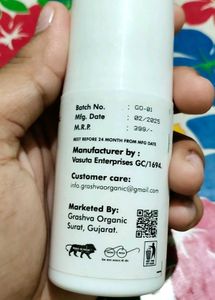 Batch No. : GO-01
Mfg. Date : 02/2025
M.R.P. : 399/-
BEST BEFORE 24 MONTH FROM MFG DATE
Manufacturer by :
Vasuta Enterprises GC/1694.
Customer care:
info.grashvaorganic@gmail.com
Marketed By:
Grashva Organic
Surat, Gujarat.